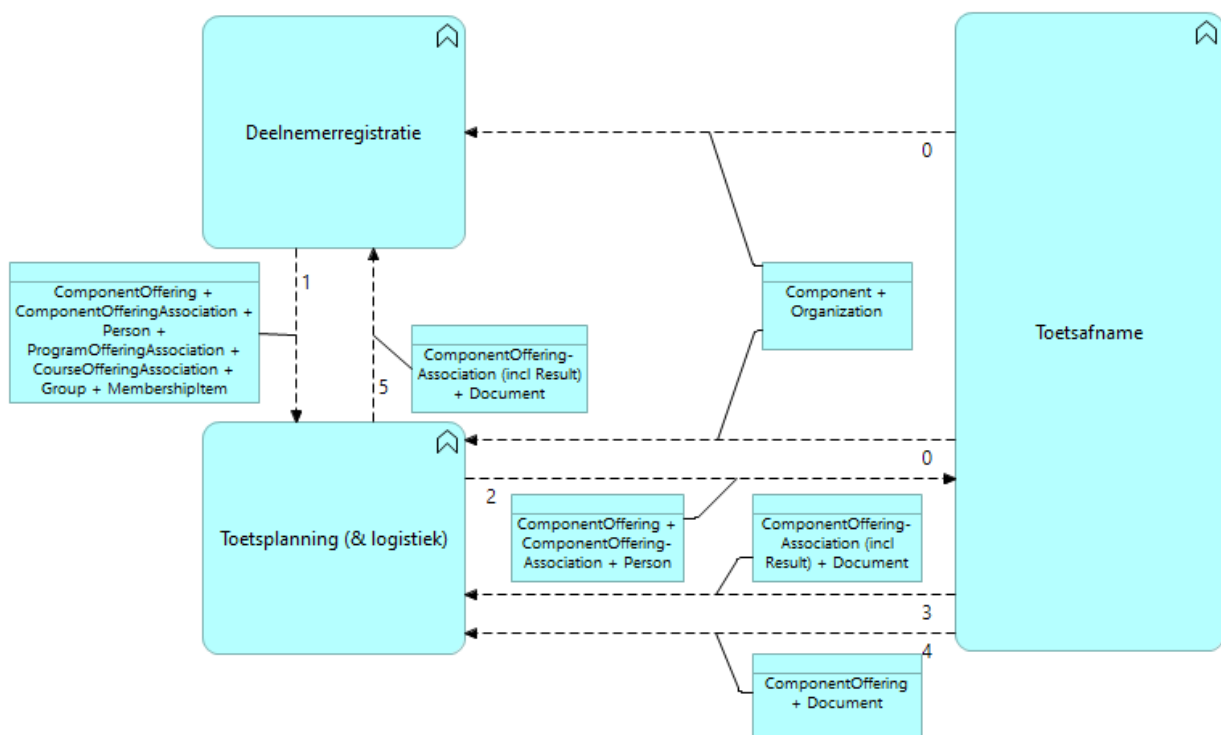 Deelnemerregistratie
0
1
ComponentOffering +
ComponentOfferingAssociation +
Person +
ProgramOfferingAssociation +
CourseOfferingAssociation +
Group + MembershipItem
5
ComponentOffering-
Association (incl Result)
+ Document
Component +
Organization
Toetsafname
0
Toetsplanning (& logistiek)
2
ComponentOffering +
ComponentOffering-
Association + Person
ComponentOffering-
Association (incl
Result) + Document
3
4
ComponentOffering
+ Document